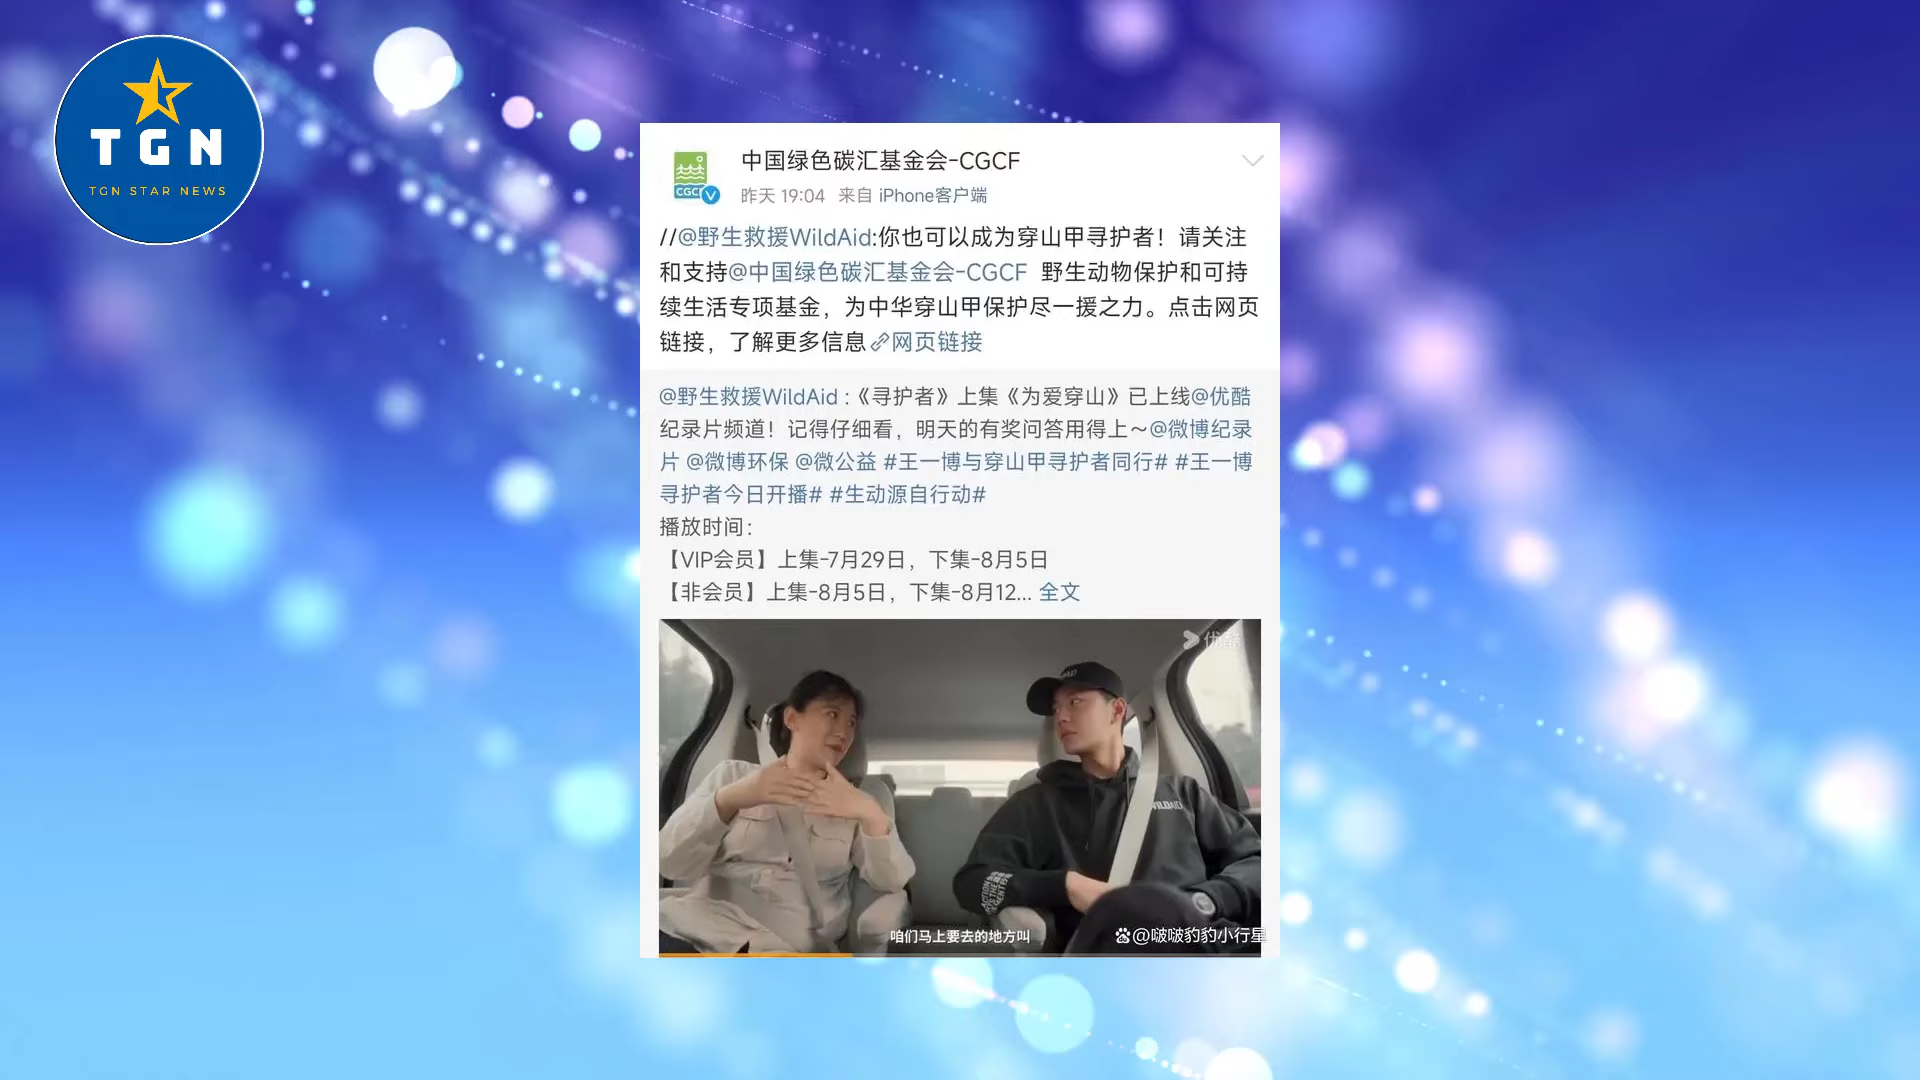 TGN
TGN STAR NEWS
中国绿色碳汇基金会-CGCF
CGCF
昨天 19:04 来自 iPhone客户端
//@野生救援WildAid:你也可以成为穿山甲寻护者！请关注
和支持@中国绿色碳汇基金会-CGCF 野生动物保护和可持
续生活专项基金，为中华穿山甲保护尽一援之力。点击网页
链接，了解更多信息网页链接
@野生救援WildAid :《寻护者》上集《为爱穿山》已上线@优酷
纪录片频道！记得仔细看，明天的有奖问答用得上～@微博纪录
片 @微博环保 @微公益 #王一博与穿山甲寻护者同行# #王一博
寻护者今日开播# #生动源自行动#
播放时间：
【VIP会员】上集-7月29日，下集-8月5日
【非会员】上集-8月5日，下集-8月12... 全文
优酷
WILDAID
咱们马上要去的地方叫
@啵啵豹豹小行星